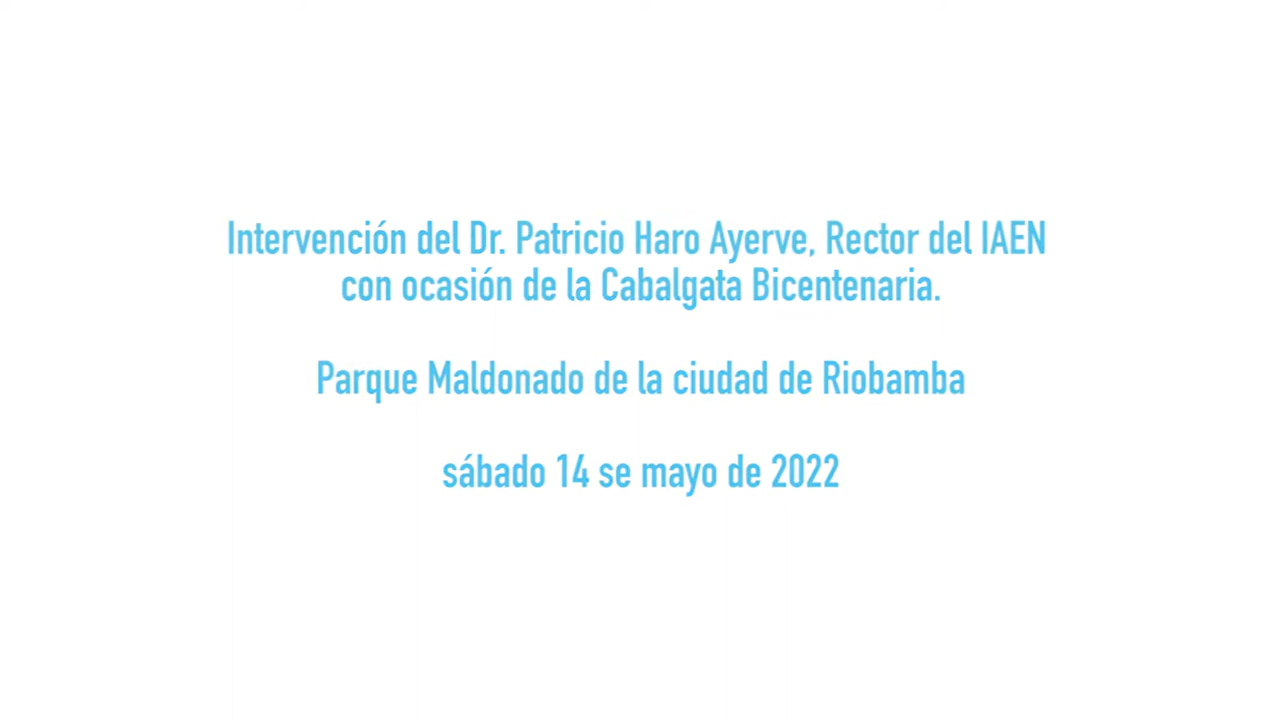 Intervención del Dr. Patricio Haro Ayerve, Rector del IAEN
con ocasión de la Cabalgata Bicentenaria.
Parque Maldonado de la ciudad de Riobamba
sábado 14 se mayo de 2022